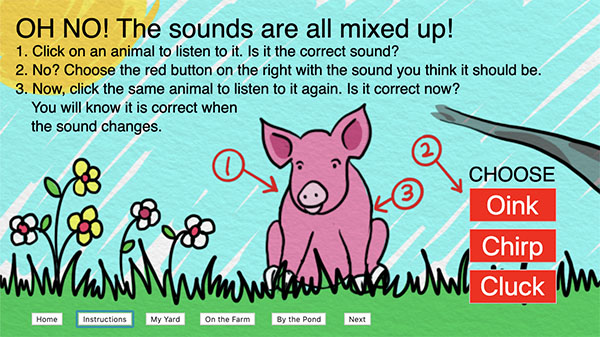 OH NO! The sounds are all mixed up!
1. Click on an animal to listen to it. Is it the correct sound?
2. No? Choose the red button on the right with the sound you think it should be.
3. Now, click the same animal to listen to it again. Is it correct now?
You will know it is correct when
the sound changes.
1
2
3
CHOOSE
Oink
Chirp
Cluck
Home Instructions My Yard On the Farm By the Pond Next